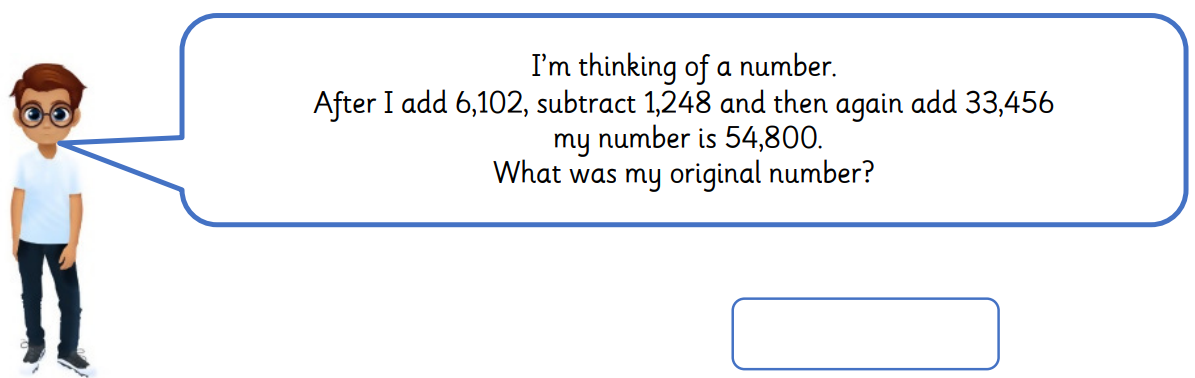 I'm thinking of a number.
After I add 6,102, subtract 1,248 and then again add 33,456
my number is 54,800.
What was my original number?